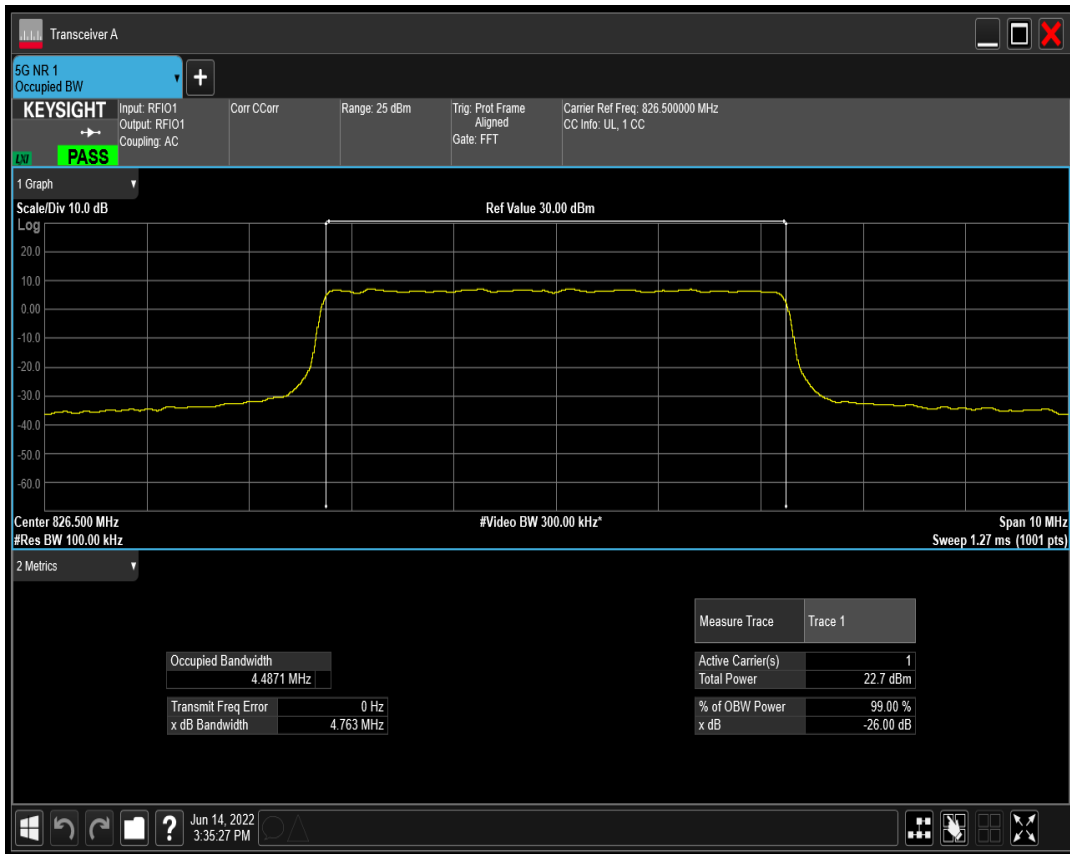 Transceiver A
5G NR 1
Occupied BW
+
KEYSIGHT
LXI
PASS
Input: RFIO1
Output: RFIO1
Coupling: AC
Corr CCorr
Range: 25 dBm
Trig: Prot Frame
Aligned
Gate: FFT
Carrier Ref Freq: 826.500000 MHz
CC Info: UL, 1 CC
1 Graph
Scale/Div 10.0 dB
Ref Value 30.00 dBm
Log
20.0
10.0
0.00
-10.0
-20.0
-30.0
-40.0
-50.0
-60.0
Center 826.500 MHz
#Video BW 300.00 kHz*
Span 10 MHz
#Res BW 100.00 kHz
Sweep 1.27 ms (1001 pts)
2 Metrics
Measure Trace Trace 1
Occupied Bandwidth
4.4871 MHz
Active Carrier(s) 1
Total Power 22.7 dBm
Transmit Freq Error 0 Hz
x dB Bandwidth 4.763 MHz
% of OBW Power 99.00 %
x dB -26.00 dB
?
Jun 14, 2022
3:35:27 PM